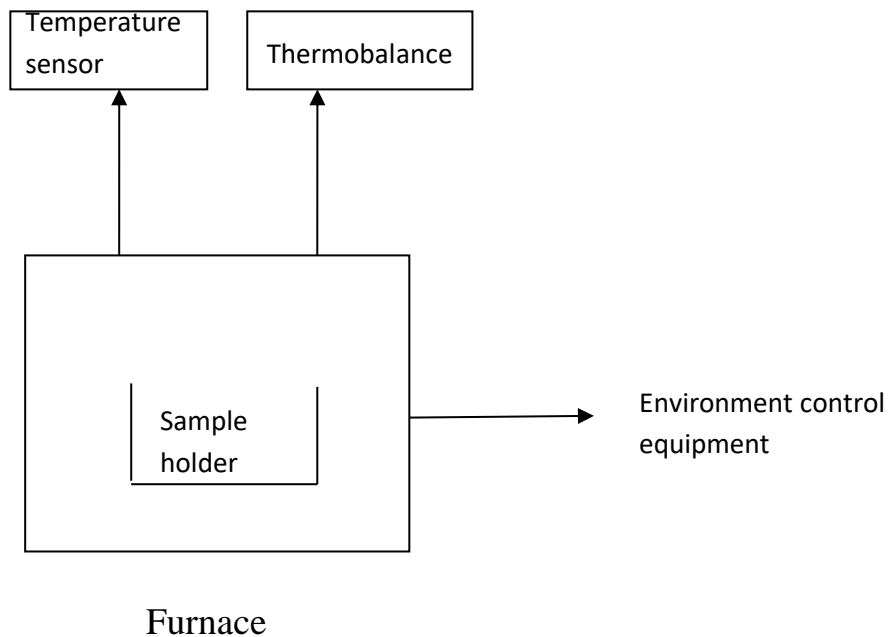 Temperature
sensor
Thermobalance
Sample
holder
Environment control
equipment
Furnace